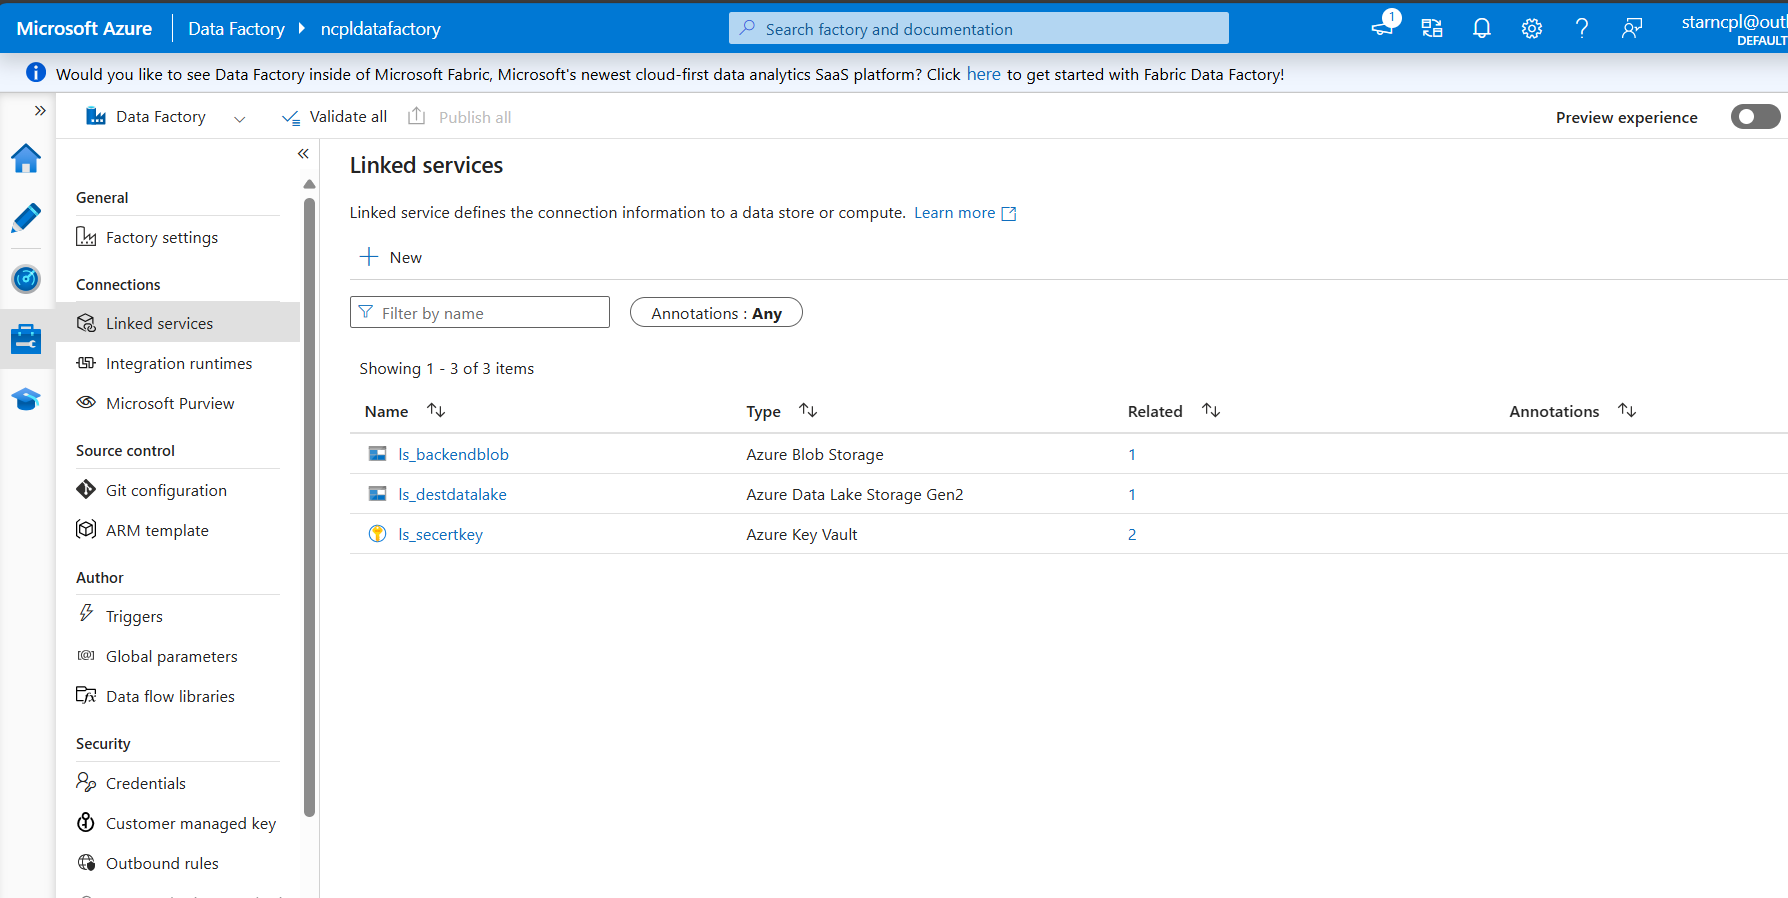 Microsoft Azure Data Factory ncpldatafactory Search factory and documentation 1 starncpl@outl
DEFAULT
Would you like to see Data Factory inside of Microsoft Fabric, Microsoft's newest cloud-first data analytics SaaS platform? Click here to get started with Fabric Data Factory!
Data Factory Validate all Publish all Preview experience
General
Factory settings
Connections
Linked services
Integration runtimes
Microsoft Purview
Source control
Git configuration
ARM template
Author
Triggers
Global parameters
Data flow libraries
Security
Credentials
Customer managed key
Outbound rules
Linked services
Linked service defines the connection information to a data store or compute. Learn more
New
Filter by name Annotations : Any
Showing 1 - 3 of 3 items
Name Type Related Annotations
ls_backendblob Azure Blob Storage 1
ls_destdatalake Azure Data Lake Storage Gen2 1
ls_secertkey Azure Key Vault 2